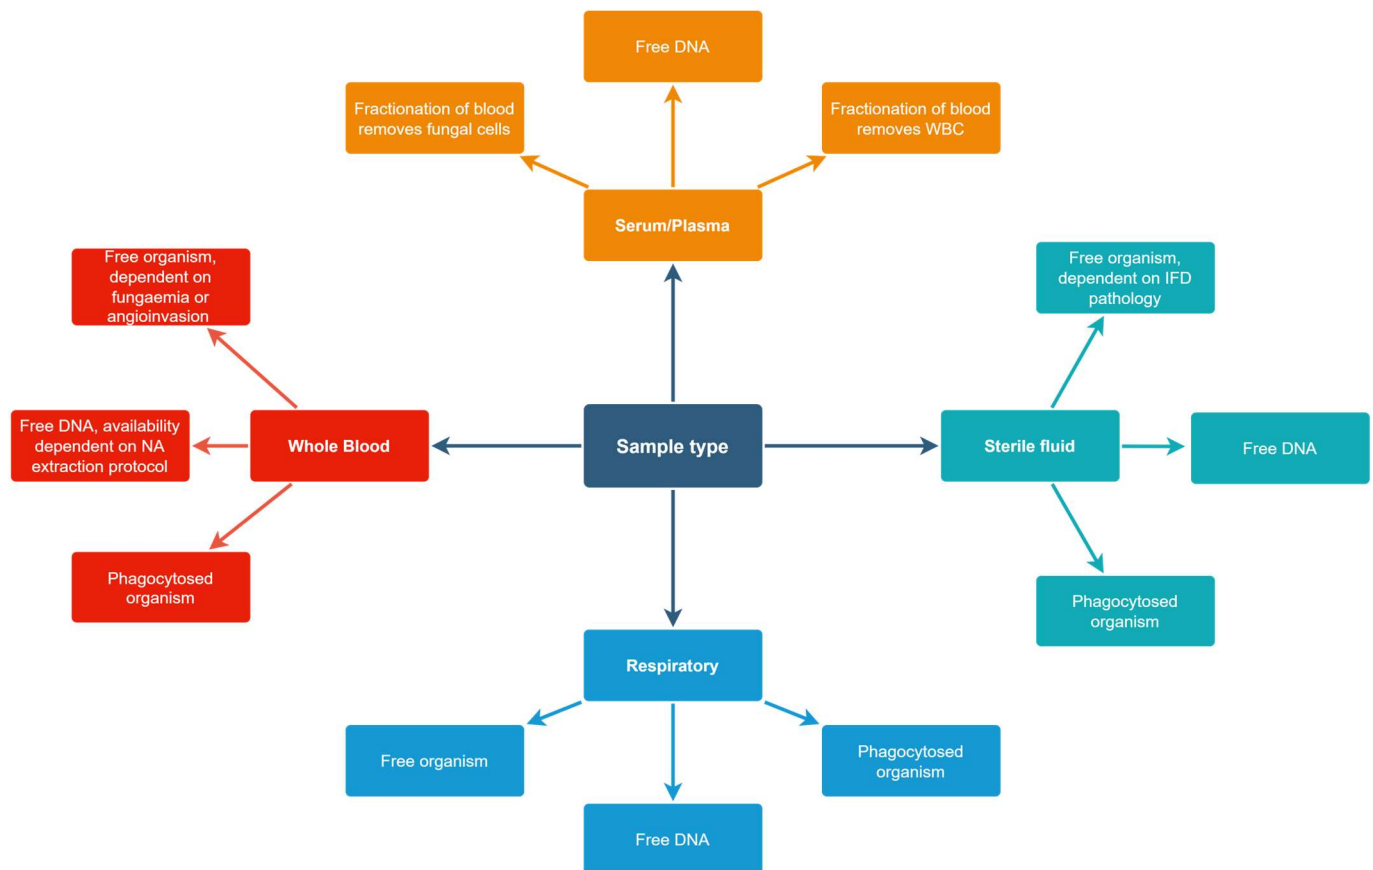 Free DNA
Fractionation of blood
removes fungal cells
Fractionation of blood
removes WBC
Serum/Plasma
Free organism,
dependent on
fungaemia or
angioinvasion
Free organism,
dependent on IFD
pathology
Free DNA, availability
dependent on NA
extraction protocol
Whole Blood
Sample type
Sterile fluid
Free DNA
Phagocytosed
organism
Phagocytosed
organism
Respiratory
Free organism
Phagocytosed
organism
Free DNA